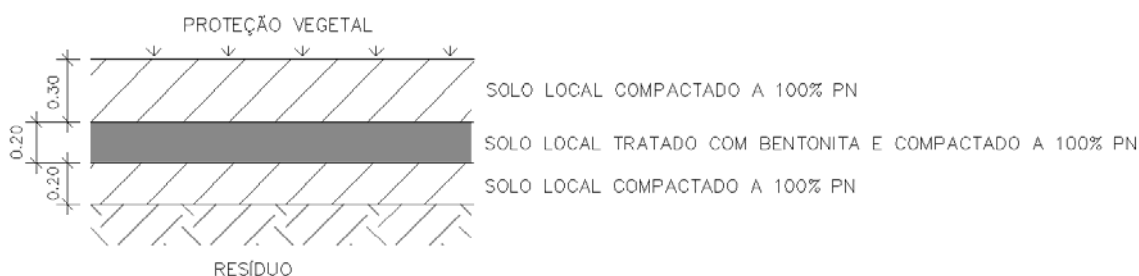 PROTEÇÃO VEGETAL
0.30
SOLO LOCAL COMPACTADO A 100% PN
0.20
SOLO LOCAL TRATADO COM BENTONITA E COMPACTADO A 100% PN
0.20
SOLO LOCAL COMPACTADO A 100% PN
RESÍDUO